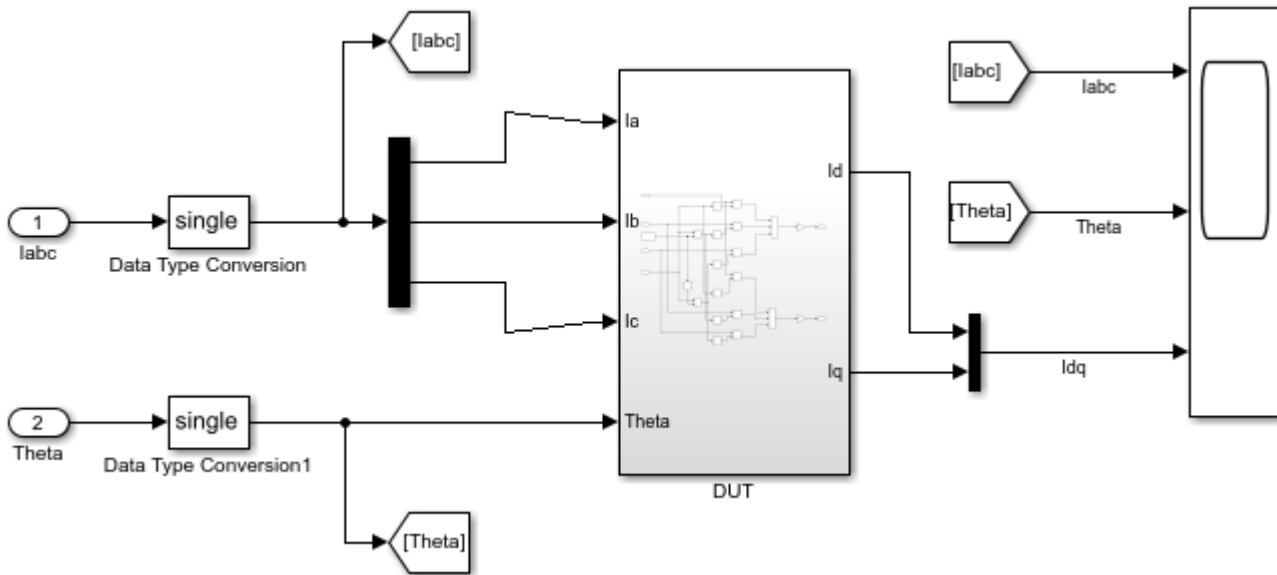 [Iabc]
[Iabc]
Iabc
Ia
Id
single
1
Ib
[Theta]
Iabc
Data Type Conversion
Theta
Ic
Iq
Idq
2
single
Theta
Theta
Data Type Conversion1
DUT
[Theta]